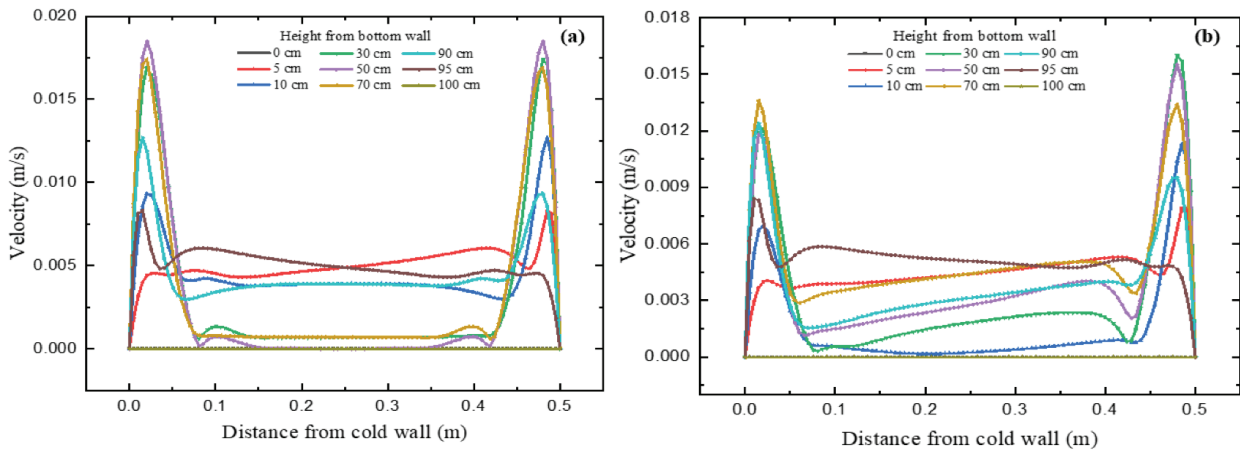 (a)
Height from bottom wall
0 cm 30 cm 90 cm
5 cm 50 cm 95 cm
10 cm 70 cm 100 cm
0.020
0.015
0.010
0.005
0.000
Velocity (m/s)
0.0 0.1 0.2 0.3 0.4 0.5
Distance from cold wall (m)
(b)
Height from bottom wall
0 cm 30 cm 90 cm
5 cm 50 cm 95 cm
10 cm 70 cm 100 cm
0.018
0.015
0.012
0.009
0.006
0.003
0.000
Velocity (m/s)
0.0 0.1 0.2 0.3 0.4 0.5
Distance from cold wall (m)